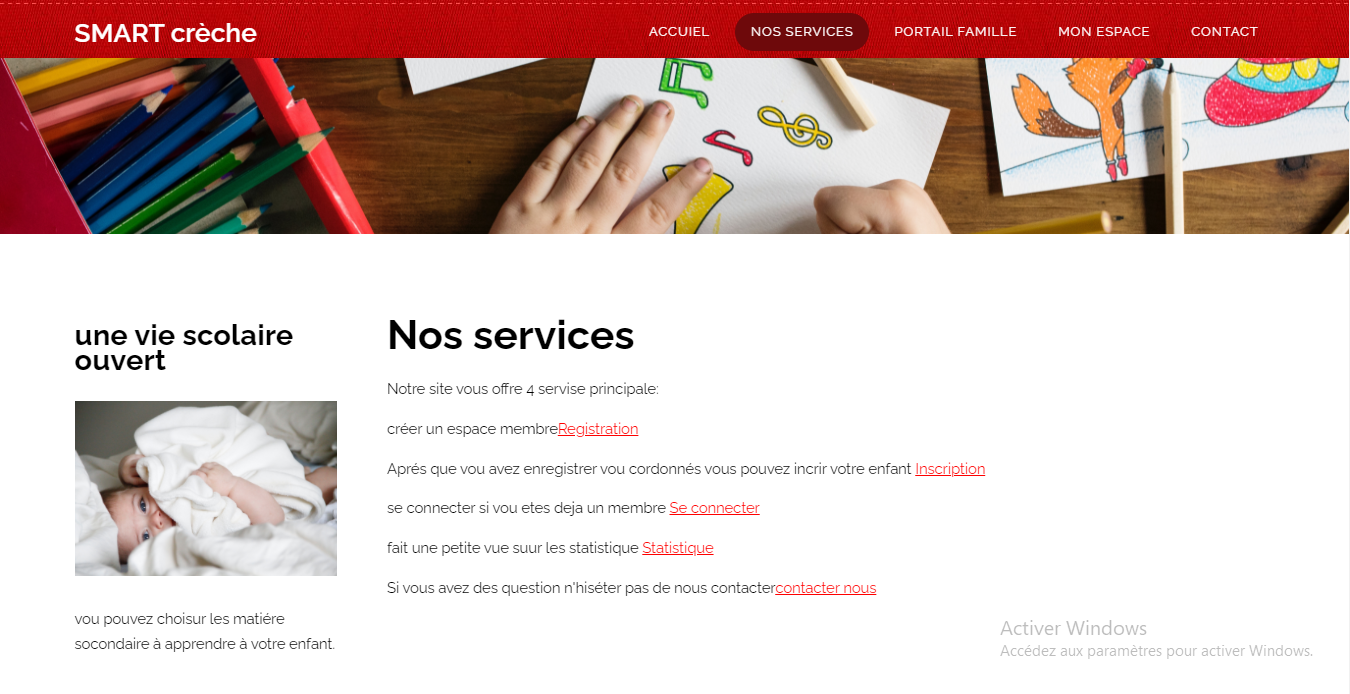 SMART crèche
ACCUIEL NOS SERVICES PORTAIL FAMILLE MON ESPACE CONTACT
une vie scolaire
ouvert
vou pouvez choisur les matiére
socondaire à apprendre à votre enfant.
Nos services
Notre site vous offre 4 servise principale:
créer un espace membreRegistration
Aprés que vou avez enregistrer vou cordonnés vous pouvez incrir votre enfant Inscription
se connecter si vou etes deja un membre Se connecter
fait une petite vue suur les statistique Statistique
Si vous avez des question n'hiséter pas de nous contactercontacter nous
Activer Windows
Accédez aux paramètres pour activer Windows.